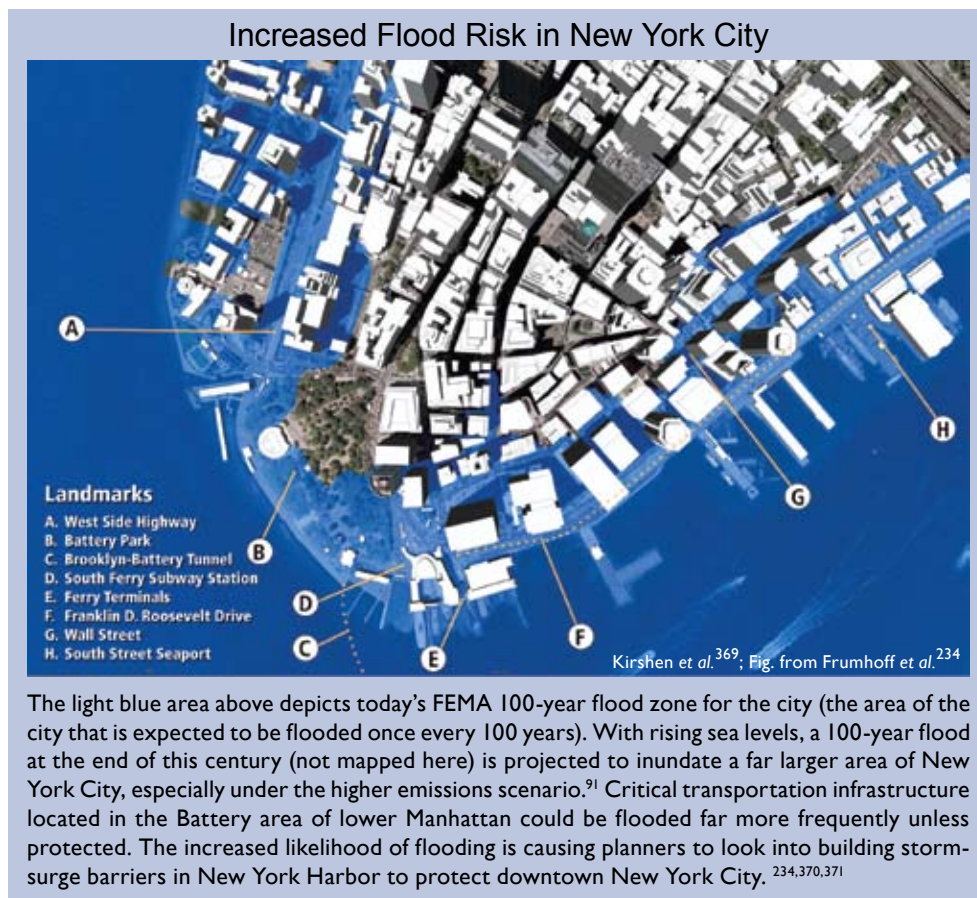 Increased Flood Risk in New York City
A
B
C
D
E
F
G
H
Landmarks
A. West Side Highway
B. Battery Park
C. Brooklyn-Battery Tunnel
D. South Ferry Subway Station
E. Ferry Terminals
F. Franklin D. Roosevelt Drive
G. Wall Street
H. South Street Seaport
Kirshen et al.369; Fig. from Frumhoff et al.234
The light blue area above depicts today's FEMA 100-year flood zone for the city (the area of the
city that is expected to be flooded once every 100 years). With rising sea levels, a 100-year flood
at the end of this century (not mapped here) is projected to inundate a far larger area of New
York City, especially under the higher emissions scenario.91 Critical transportation infrastructure
located in the Battery area of lower Manhattan could be flooded far more frequently unless
protected. The increased likelihood of flooding is causing planners to look into building storm-
surge barriers in New York Harbor to protect downtown New York City. 234,370,371